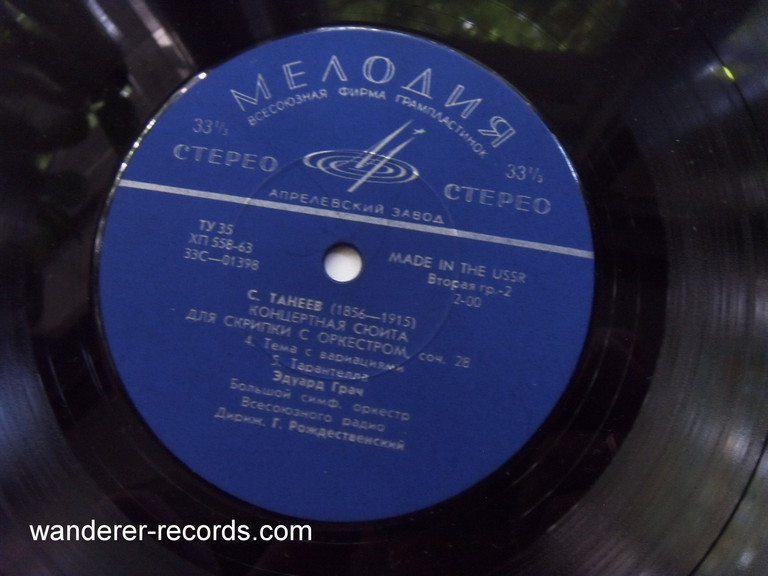 МЕЛОДИЯ
ВСЕСОЮЗНАЯ ФИРМА ГРАМПЛАСТИНОК
33⅓
33⅓
СТЕРЕО
СТЕРЕО
АПРЕЛЕВСКИЙ ЗАВОД
ТУ 35
ХП 558-63
33С—01398
MADE IN THE USSR
Вторая гр.-2
2-00
С. ТАНЕЕВ (1856—1915)
КОНЦЕРТНАЯ СЮИТА
ДЛЯ СКРИПКИ С ОРКЕСТРОМ, соч. 28
4. Тема с вариациями
5. Тарантелла
Эдуард Грач
Большой симф. оркестр
Всесоюзного радио
Дириж. Г. Рождественский
wanderer-records.com